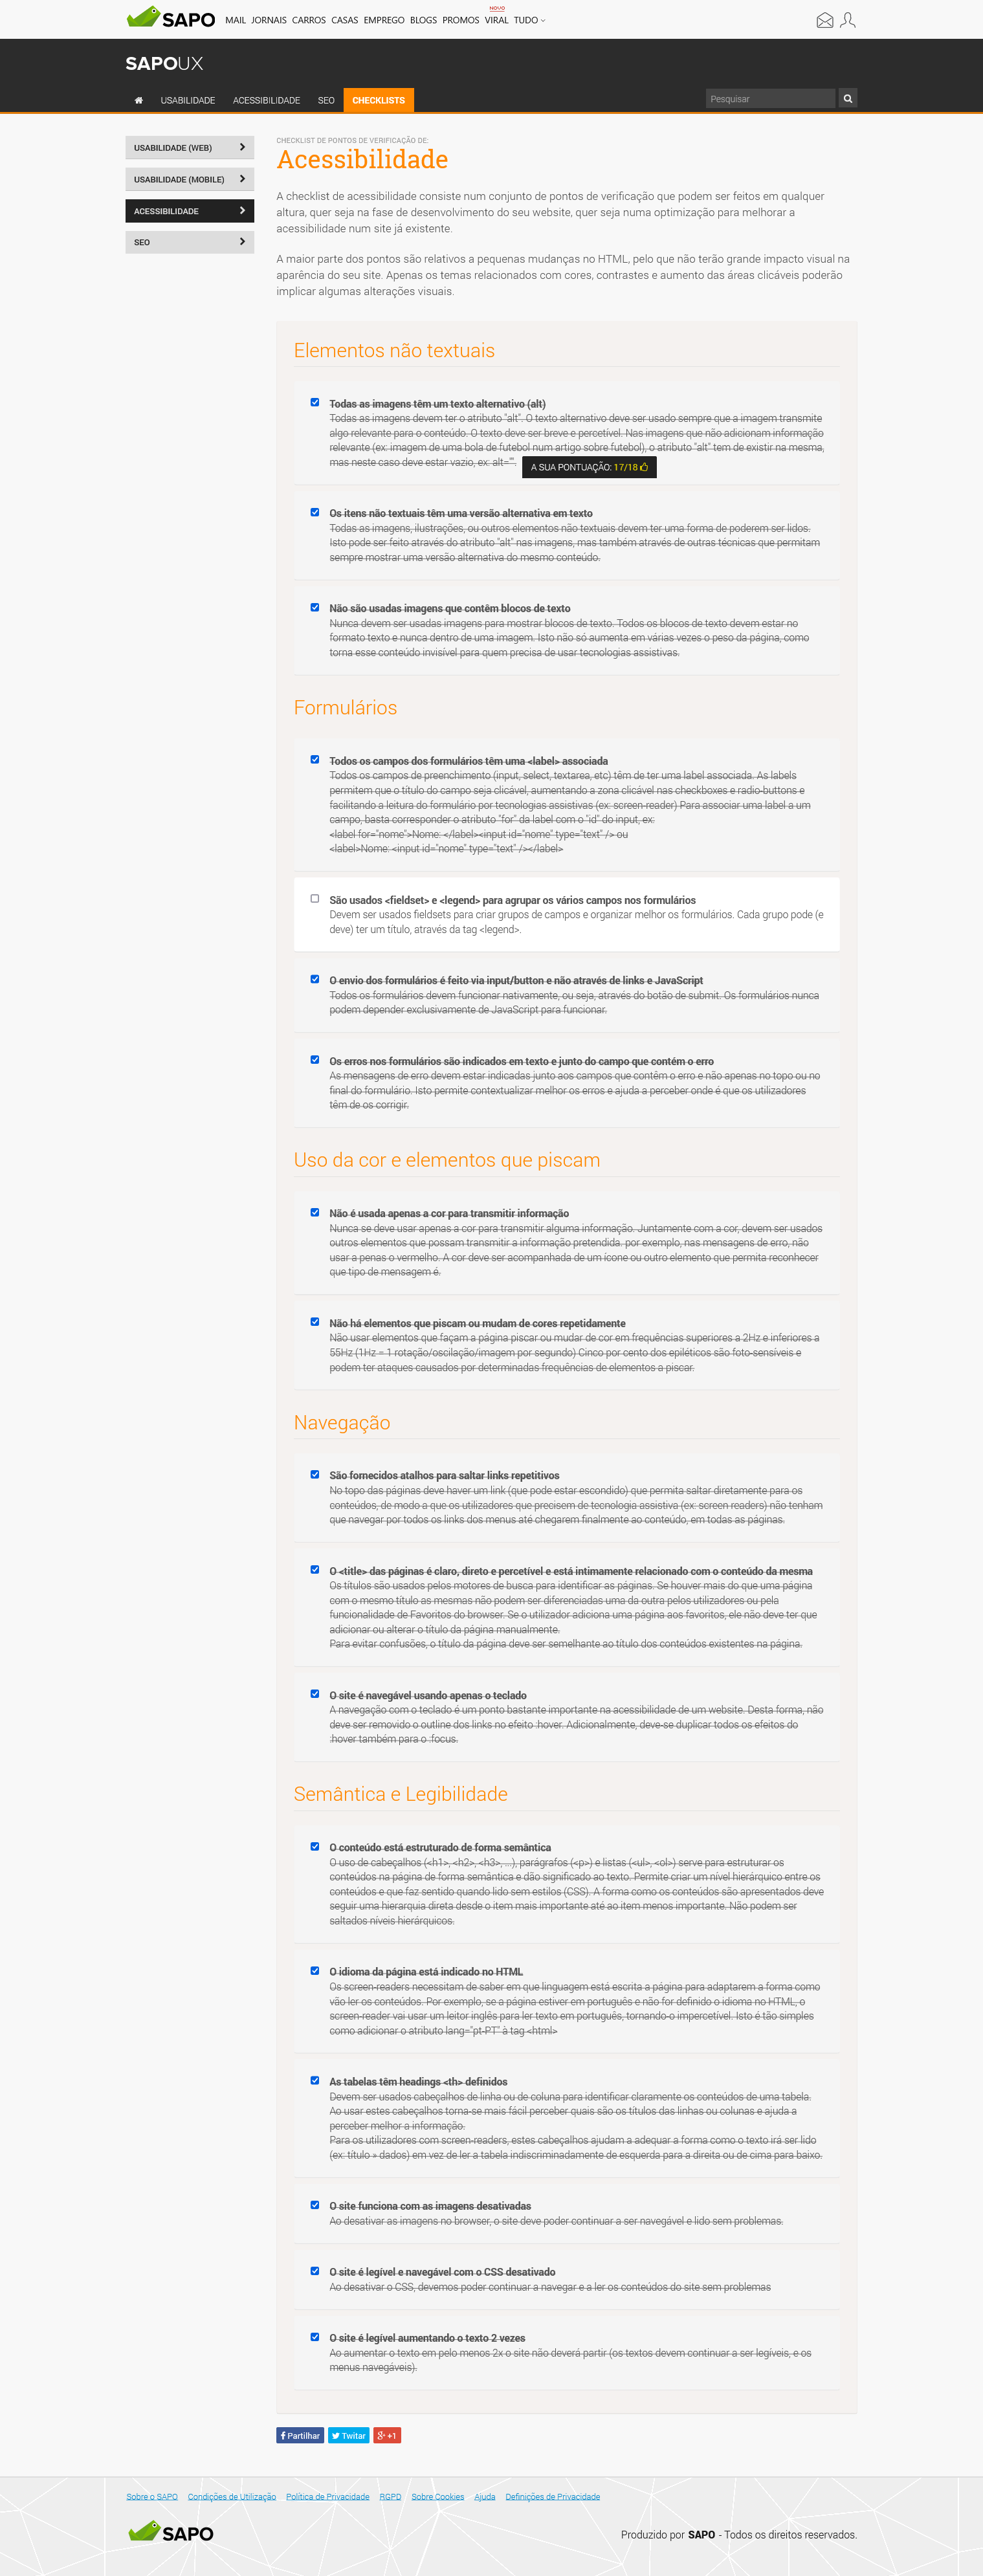 SAPO
MAIL JORNAIS CARROS CASAS EMPREGO BLOGS PROMOS VIRAL TUDO
NOVO
SAPOUX
USABILIDADE ACESSIBILIDADE SEO CHECKLISTS
Pesquisar
USABILIDADE (WEB)
USABILIDADE (MOBILE)
ACESSIBILIDADE
SEO
CHECKLIST DE PONTOS DE VERIFICAÇÃO DE:
Acessibilidade
A checklist de acessibilidade consiste num conjunto de pontos de verificação que podem ser feitos em qualquer
altura, quer seja na fase de desenvolvimento do seu website, quer seja numa optimização para melhorar a
acessibilidade num site já existente.
A maior parte dos pontos são relativos a pequenas mudanças no HTML, pelo que não terão grande impacto visual na
aparência do seu site. Apenas os temas relacionados com cores, contrastes e aumento das áreas clicáveis poderão
implicar algumas alterações visuais.
Elementos não textuais
Todas as imagens têm um texto alternativo (alt)
Todas as imagens devem ter o atributo "alt". O texto alternativo deve ser usado sempre que a imagem transmite
algo relevante para o conteúdo. O texto deve ser breve e percetível. Nas imagens que não adicionam informação
relevante (ex: imagem de uma bola de futebol num artigo sobre futebol), o atributo "alt" tem de existir na mesma,
mas neste caso deve estar vazio, ex: alt="".
A SUA PONTUAÇÃO: 17/18
Os itens não textuais têm uma versão alternativa em texto
Todas as imagens, ilustrações, ou outros elementos não textuais devem ter uma forma de poderem ser lidos.
Isto pode ser feito através do atributo "alt" nas imagens, mas também através de outras técnicas que permitam
sempre mostrar uma versão alternativa do mesmo conteúdo.
Não são usadas imagens que contêm blocos de texto
Nunca devem ser usadas imagens para mostrar blocos de texto. Todos os blocos de texto devem estar no
formato texto e nunca dentro de uma imagem. Isto não só aumenta em várias vezes o peso da página, como
torna esse conteúdo invisível para quem precisa de usar tecnologias assistivas.
Formulários
Todos os campos dos formulários têm uma <label> associada
Todos os campos de preenchimento (input, select, textarea, etc) têm de ter uma label associada. As labels
permitem que o título do campo seja clicável, aumentando a zona clicável nas checkboxes e radio-buttons e
facilitando a leitura do formulário por tecnologias assistivas (ex: screen-reader) Para associar uma label a um
campo, basta corresponder o atributo "for" da label com o "id" do input, ex:
<label for="nome">Nome: </label><input id="nome" type="text" /> ou
<label>Nome: <input id="nome" type="text" /></label>
São usados <fieldset> e <legend> para agrupar os vários campos nos formulários
Devem ser usados fieldsets para criar grupos de campos e organizar melhor os formulários. Cada grupo pode (e
deve) ter um título, através da tag <legend>.
O envio dos formulários é feito via input/button e não através de links e JavaScript
Todos os formulários devem funcionar nativamente, ou seja, através do botão de submit. Os formulários nunca
podem depender exclusivamente de JavaScript para funcionar.
Os erros nos formulários são indicados em texto e junto do campo que contém o erro
As mensagens de erro devem estar indicadas junto aos campos que contêm o erro e não apenas no topo ou no
final do formulário. Isto permite contextualizar melhor os erros e ajuda a perceber onde é que os utilizadores
têm de os corrigir.
Uso da cor e elementos que piscam
Não é usada apenas a cor para transmitir informação
Nunca se deve usar apenas a cor para transmitir alguma informação. Juntamente com a cor, devem ser usados
outros elementos que possam transmitir a informação pretendida. por exemplo, nas mensagens de erro, não
usar a penas o vermelho. A cor deve ser acompanhada de um ícone ou outro elemento que permita reconhecer
que tipo de mensagem é.
Não há elementos que piscam ou mudam de cores repetidamente
Não usar elementos que façam a página piscar ou mudar de cor em frequências superiores a 2Hz e inferiores a
55Hz (1Hz = 1 rotação/oscilação/imagem por segundo) Cinco por cento dos epiléticos são foto-sensíveis e
podem ter ataques causados por determinadas frequências de elementos a piscar.
Navegação
São fornecidos atalhos para saltar links repetitivos
No topo das páginas deve haver um link (que pode estar escondido) que permita saltar diretamente para os
conteúdos, de modo a que os utilizadores que precisem de tecnologia assistiva (ex: screen readers) não tenham
que navegar por todos os links dos menus até chegarem finalmente ao conteúdo, em todas as páginas.
O <title> das páginas é claro, direto e percetível e está intimamente relacionado com o conteúdo da mesma
Os títulos são usados pelos motores de busca para identificar as páginas. Se houver mais do que uma página
com o mesmo título as mesmas não podem ser diferenciadas uma da outra pelos utilizadores ou pela
funcionalidade de Favoritos do browser. Se o utilizador adiciona uma página aos favoritos, ele não deve ter que
adicionar ou alterar o título da página manualmente.
Para evitar confusões, o título da página deve ser semelhante ao título dos conteúdos existentes na página.
O site é navegável usando apenas o teclado
A navegação com o teclado é um ponto bastante importante na acessibilidade de um website. Desta forma, não
deve ser removido o outline dos links no efeito :hover. Adicionalmente, deve-se duplicar todos os efeitos do
:hover também para o :focus.
Semântica e Legibilidade
O conteúdo está estruturado de forma semântica
O uso de cabeçalhos (<h1>, <h2>, <h3>, ...), parágrafos (<p>) e listas (<ul>, <ol>) serve para estruturar os
conteúdos na página de forma semântica e dão significado ao texto. Permite criar um nível hierárquico entre os
conteúdos e que faz sentido quando lido sem estilos (CSS). A forma como os conteúdos são apresentados deve
seguir uma hierarquia direta desde o item mais importante até ao item menos importante. Não podem ser
saltados níveis hierárquicos.
O idioma da página está indicado no HTML
Os screen-readers necessitam de saber em que linguagem está escrita a página para adaptarem a forma como
vão ler os conteúdos. Por exemplo, se a página estiver em português e não for definido o idioma no HTML, o
screen-reader vai usar um leitor inglês para ler texto em português, tornando-o impercetível. Isto é tão simples
como adicionar o atributo lang="pt-PT" à tag <html>
As tabelas têm headings <th> definidos
Devem ser usados cabeçalhos de linha ou de coluna para identificar claramente os conteúdos de uma tabela.
Ao usar estes cabeçalhos torna-se mais fácil perceber quais são os títulos das linhas ou colunas e ajuda a
perceber melhor a informação.
Para os utilizadores com screen-readers, estes cabeçalhos ajudam a adequar a forma como o texto irá ser lido
(ex: título » dados) em vez de ler a tabela indiscriminadamente de esquerda para a direita ou de cima para baixo.
O site funciona com as imagens desativadas
Ao desativar as imagens no browser, o site deve poder continuar a ser navegável e lido sem problemas.
O site é legível e navegável com o CSS desativado
Ao desativar o CSS, devemos poder continuar a navegar e a ler os conteúdos do site sem problemas
O site é legível aumentando o texto 2 vezes
Ao aumentar o texto em pelo menos 2x o site não deverá partir (os textos devem continuar a ser legíveis, e os
menus navegáveis).
Partilhar Twitar +1
Sobre o SAPO Condições de Utilização Política de Privacidade RGPD Sobre Cookies Ajuda Definições de Privacidade
SAPO
Produzido por SAPO - Todos os direitos reservados.